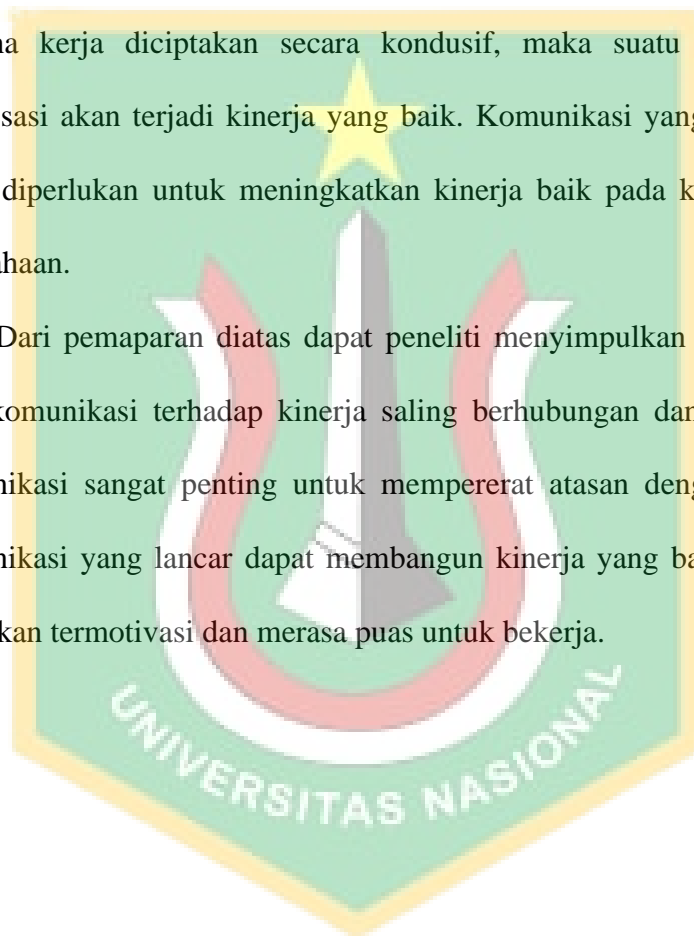 na kerja diciptakan secara kondusif, maka suatu
sasi akan terjadi kinerja yang baik. Komunikasi yang
diperlukan untuk meningkatkan kinerja baik pada k
ahaan.
Dari pemaparan diatas dapat peneliti menyimpulkan
komunikasi terhadap kinerja saling berhubungan dan
nikasi sangat penting untuk mempererat atasan deng
nikasi yang lancar dapat membangun kinerja yang ba
kan termotivasi dan merasa puas untuk bekerja.
UNIVERSITAS NASIONAL